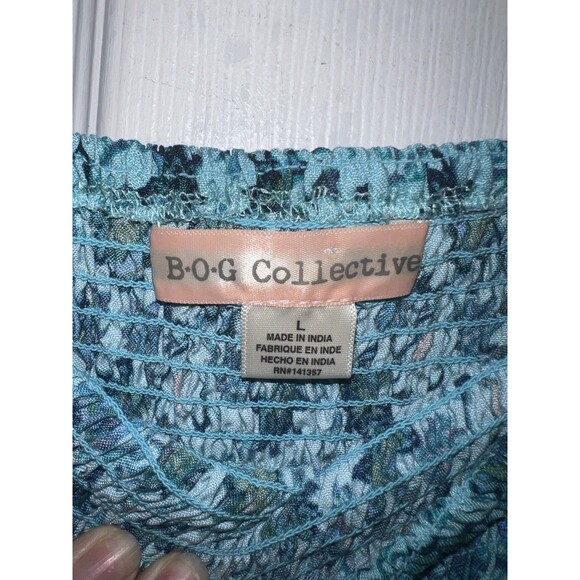 B·O·G Collective
L
MADE IN INDIA
FABRIQUE EN INDE
HECHO EN INDIA
RN#141357